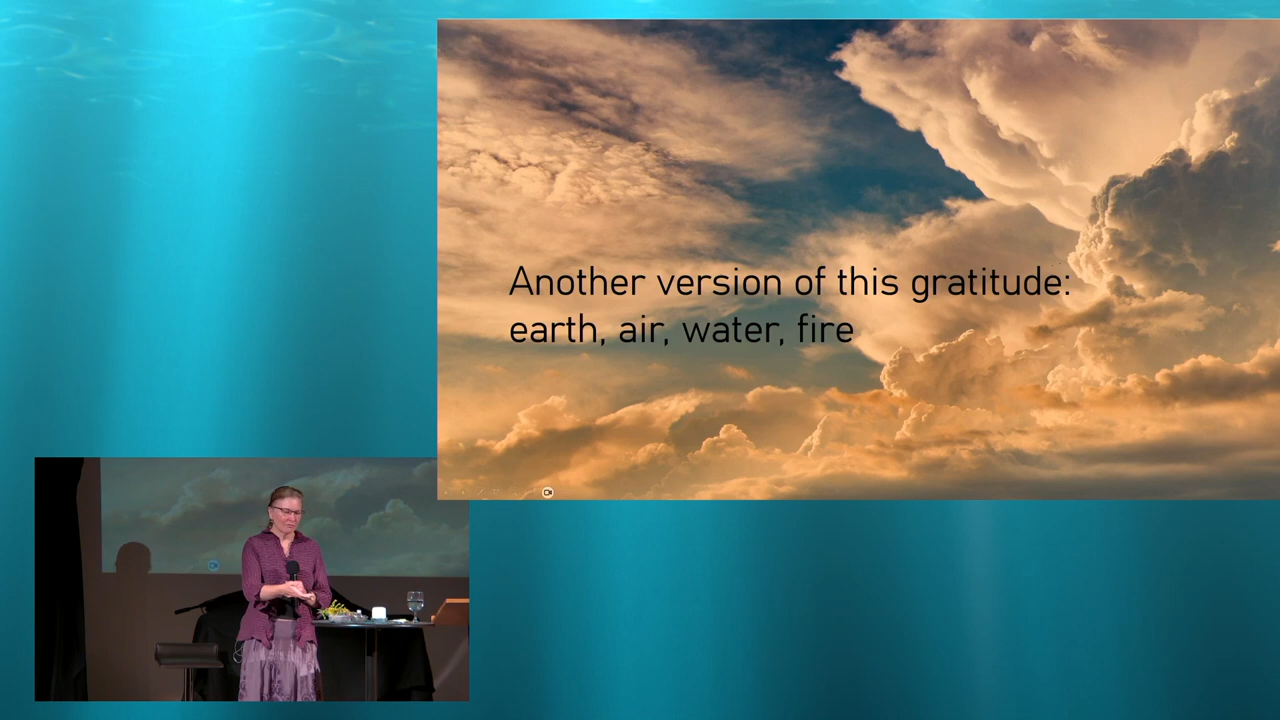 Another version of this gratitude:
earth, air, water, fire